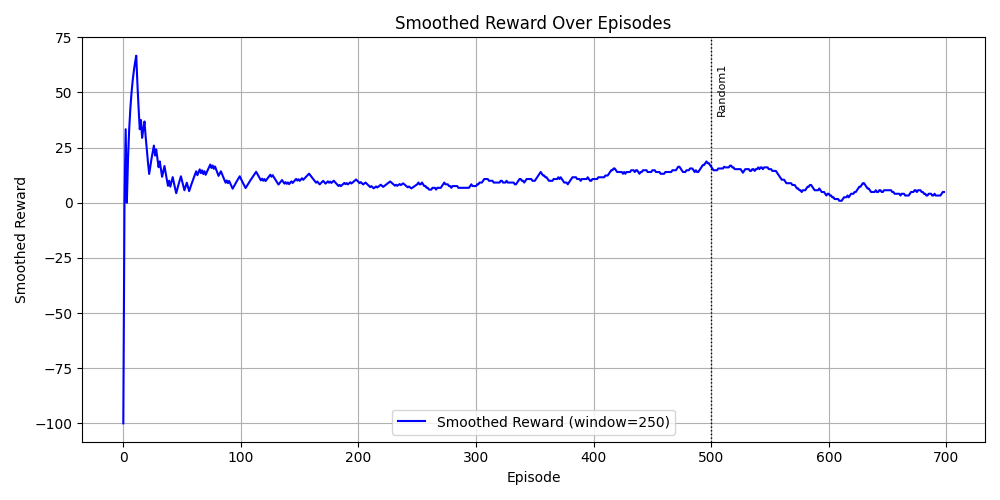 Smoothed Reward Over Episodes
75
50
25
0
−25
−50
−75
−100
Smoothed Reward
Random1
Smoothed Reward (window=250)
0 100 200 300 400 500 600 700
Episode